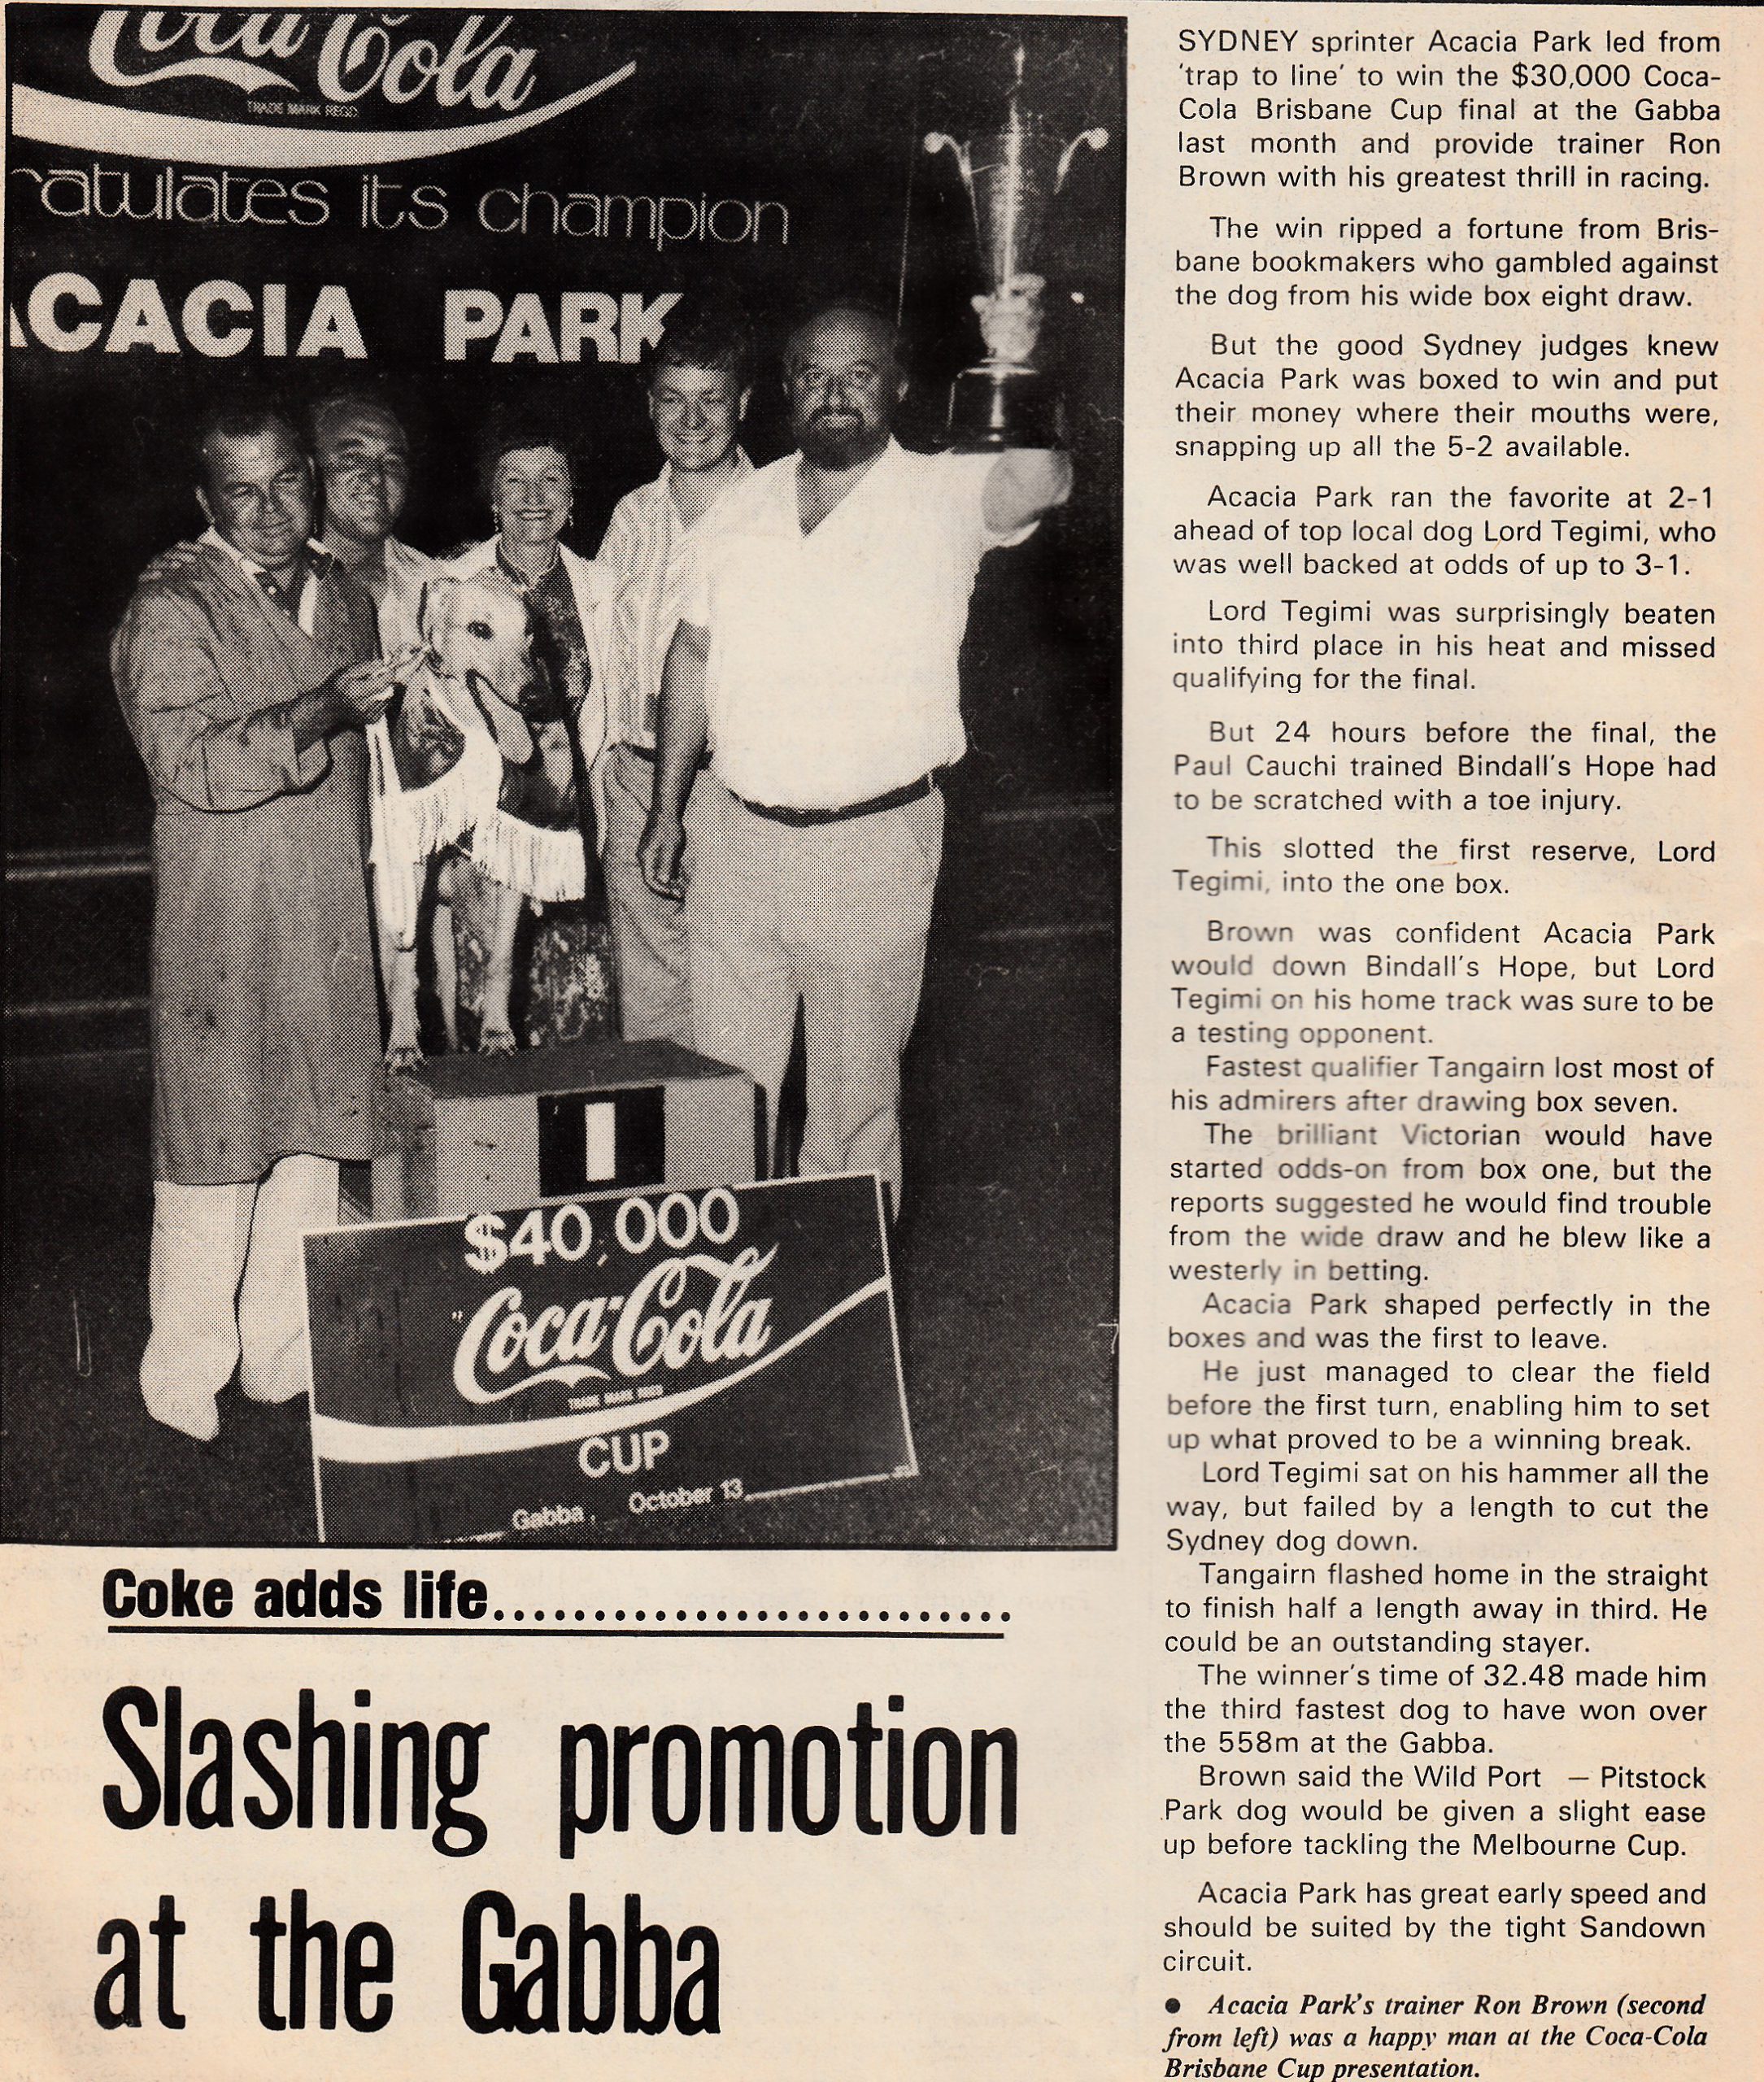 Coca-Cola
TRADE MARK REGD
ratulates its champion
ACACIA PARK
$40,000
Coca-Cola
TRADE MARK REGD
CUP
Gabba. October 13
Coke adds life..........................
Slashing promotion
at the Gabba
SYDNEY sprinter Acacia Park led from
'trap to line' to win the $30,000 Coca-
Cola Brisbane Cup final at the Gabba
last month and provide trainer Ron
Brown with his greatest thrill in racing.
The win ripped a fortune from Bris-
bane bookmakers who gambled against
the dog from his wide box eight draw.
But the good Sydney judges knew
Acacia Park was boxed to win and put
their money where their mouths were,
snapping up all the 5-2 available.
Acacia Park ran the favorite at 2-1
ahead of top local dog Lord Tegimi, who
was well backed at odds of up to 3-1.
Lord Tegimi was surprisingly beaten
into third place in his heat and missed
qualifying for the final.
But 24 hours before the final, the
Paul Cauchi trained Bindall's Hope had
to be scratched with a toe injury.
This slotted the first reserve, Lord
Tegimi, into the one box.
Brown was confident Acacia Park
would down Bindall's Hope, but Lord
Tegimi on his home track was sure to be
a testing opponent.
Fastest qualifier Tangairn lost most of
his admirers after drawing box seven.
The brilliant Victorian would have
started odds-on from box one, but the
reports suggested he would find trouble
from the wide draw and he blew like a
westerly in betting.
Acacia Park shaped perfectly in the
boxes and was the first to leave.
He just managed to clear the field
before the first turn, enabling him to set
up what proved to be a winning break.
Lord Tegimi sat on his hammer all the
way, but failed by a length to cut the
Sydney dog down.
Tangairn flashed home in the straight
to finish half a length away in third. He
could be an outstanding stayer.
The winner's time of 32.48 made him
the third fastest dog to have won over
the 558m at the Gabba.
Brown said the Wild Port — Pitstock
Park dog would be given a slight ease
up before tackling the Melbourne Cup.
Acacia Park has great early speed and
should be suited by the tight Sandown
circuit.
● Acacia Park's trainer Ron Brown (second
from left) was a happy man at the Coca-Cola
Brisbane Cup presentation.